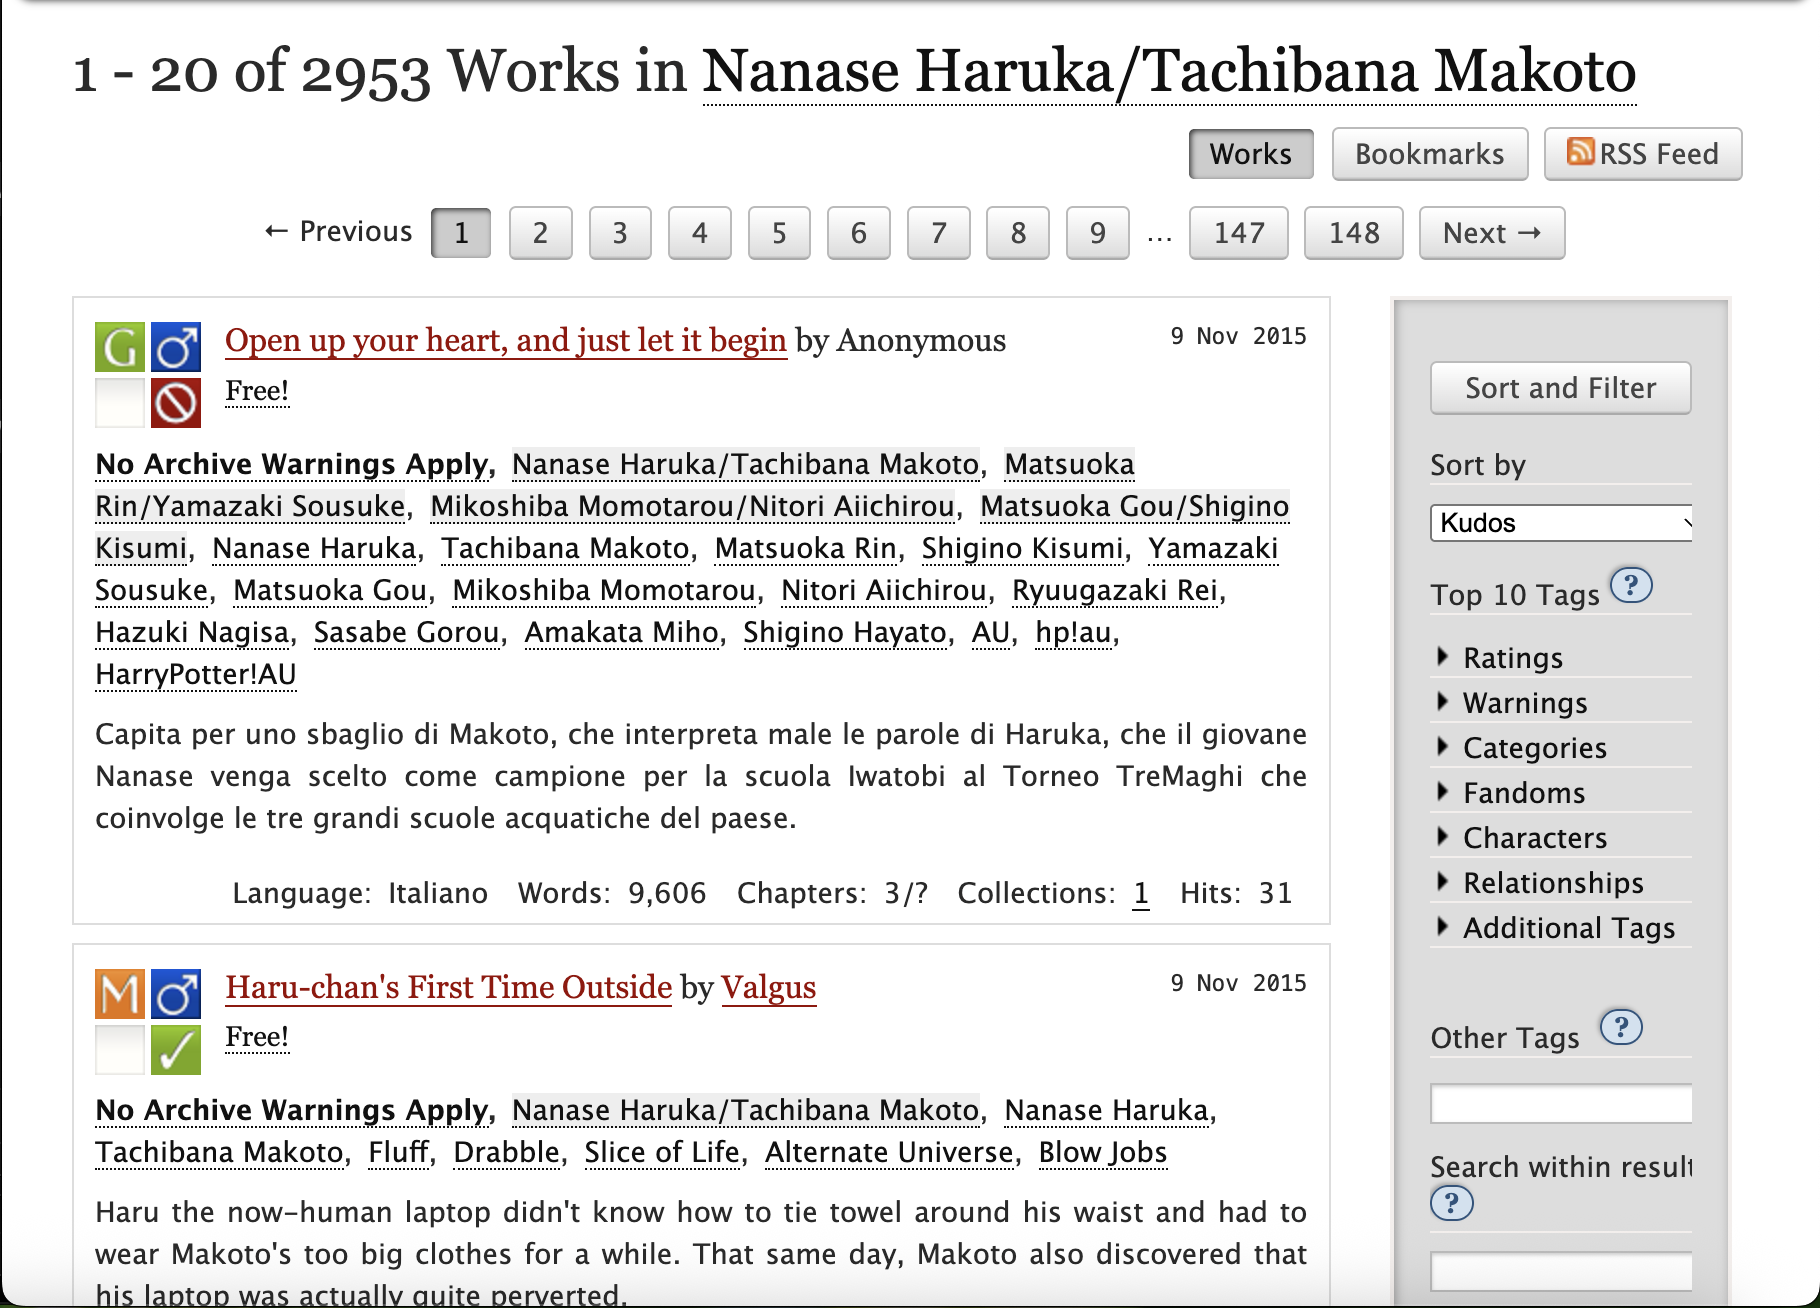 1 - 20 of 2953 Works in Nanase Haruka/Tachibana Makoto
Works Bookmarks RSS Feed
← Previous 1 2 3 4 5 6 7 8 9 … 147 148 Next →
G Open up your heart, and just let it begin by Anonymous 9 Nov 2015
Free!
No Archive Warnings Apply, Nanase Haruka/Tachibana Makoto, Matsuoka
Rin/Yamazaki Sousuke, Mikoshiba Momotarou/Nitori Aiichirou, Matsuoka Gou/Shigino
Kisumi, Nanase Haruka, Tachibana Makoto, Matsuoka Rin, Shigino Kisumi, Yamazaki
Sousuke, Matsuoka Gou, Mikoshiba Momotarou, Nitori Aiichirou, Ryuugazaki Rei,
Hazuki Nagisa, Sasabe Gorou, Amakata Miho, Shigino Hayato, AU, hp!au,
HarryPotter!AU
Capita per uno sbaglio di Makoto, che interpreta male le parole di Haruka, che il giovane
Nanase venga scelto come campione per la scuola Iwatobi al Torneo TreMaghi che
coinvolge le tre grandi scuole acquatiche del paese.
Language: Italiano Words: 9,606 Chapters: 3/? Collections: 1 Hits: 31
M Haru-chan's First Time Outside by Valgus 9 Nov 2015
Free!
No Archive Warnings Apply, Nanase Haruka/Tachibana Makoto, Nanase Haruka,
Tachibana Makoto, Fluff, Drabble, Slice of Life, Alternate Universe, Blow Jobs
Haru the now-human laptop didn't know how to tie towel around his waist and had to
wear Makoto's too big clothes for a while. That same day, Makoto also discovered that
his laptop was actually quite perverted.
Sort and Filter
Sort by
Kudos
Top 10 Tags ?
Ratings
Warnings
Categories
Fandoms
Characters
Relationships
Additional Tags
Other Tags ?
Search within result
?